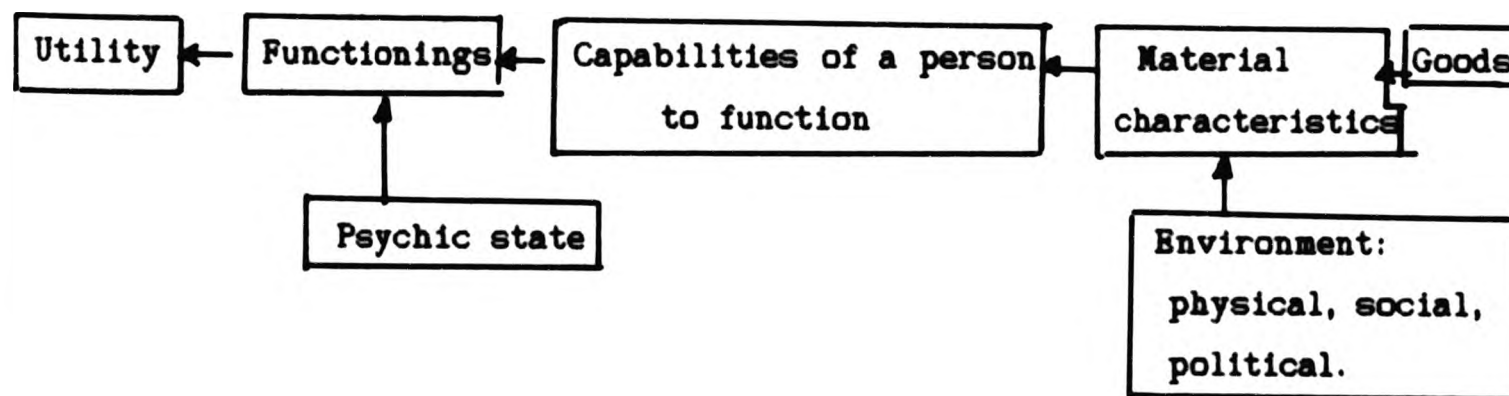 Utility
Functionings
Capabilities of a person
to function
Material
characteristics
Goods
Psychic state
Environment:
physical, social,
political.